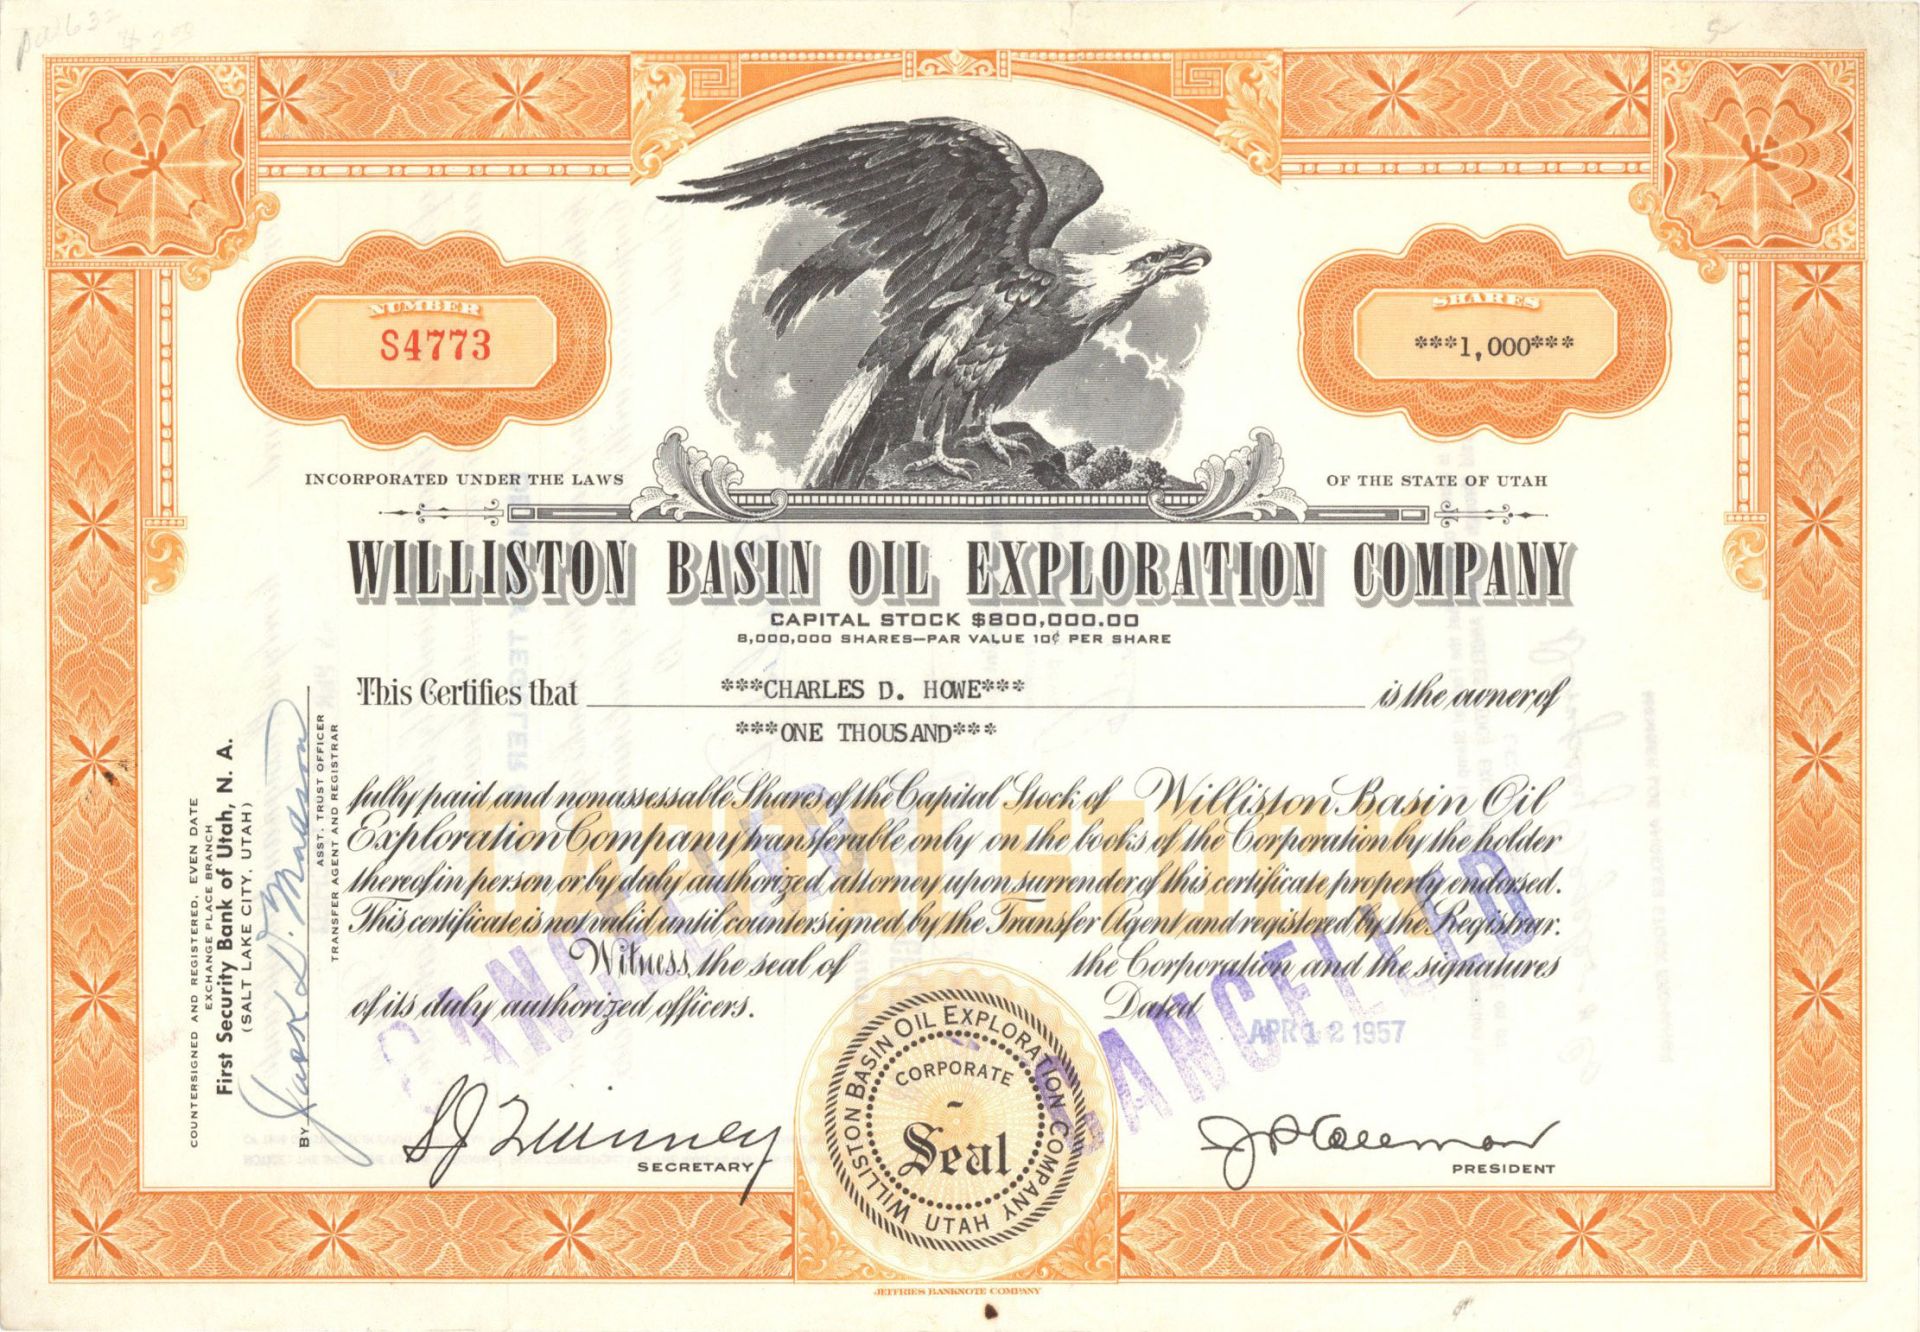 NUMBER
S4773
SHARES
***1,000***
INCORPORATED UNDER THE LAWS
OF THE STATE OF UTAH
WILLISTON BASIN OIL EXPLORATION COMPANY
CAPITAL STOCK $800,000.00
8,000,000 SHARES—PAR VALUE 10¢ PER SHARE
This Certifies that ***CHARLES D. HOWE*** is the owner of
***ONE THOUSAND***
fully paid and nonassessable Shares of the Capital Stock of Williston Basin Oil
Exploration Company transferable only on the books of the Corporation by the holder
thereof in person, or by duly authorized attorney upon surrender of this certificate properly endorsed.
This certificate is not valid until countersigned by the Transfer Agent and registered by the Registrar.
Witness, the seal of the Corporation and the signatures
of its duly authorized officers. Dated
APR 12 1957
CAPITAL STOCK
CANCELLED
CANCELLED
COUNTERSIGNED AND REGISTERED, EVEN DATE
EXCHANGE PLACE BRANCH
First Security Bank of Utah, N. A.
(SALT LAKE CITY, UTAH)
BY Jack D. Madson
ASST. TRUST OFFICER
TRANSFER AGENT AND REGISTRAR
S J Quinney
SECRETARY
WILLISTON BASIN OIL EXPLORATION COMPANY
CORPORATE
Seal
UTAH
PRESIDENT
JEFFRIES BANKNOTE COMPANY